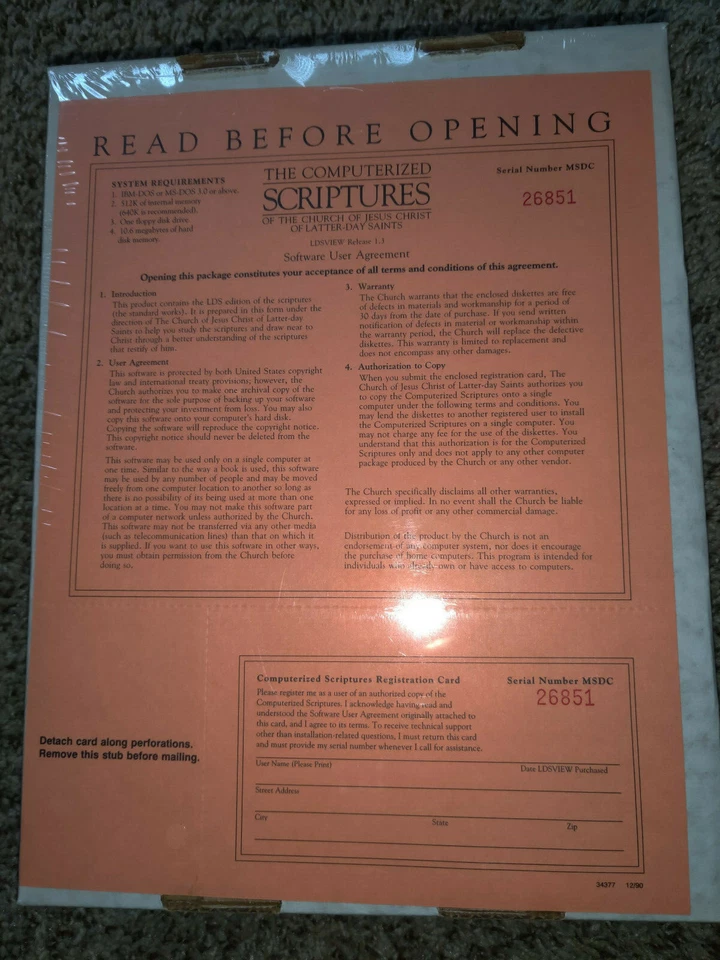 READ BEFORE OPENING
SYSTEM REQUIREMENTS
1. IBM-DOS or MS-DOS 3.0 or above.
2. 512K of internal memory
(640K is recommended).
3. One floppy disk drive.
4. 10.6 megabytes of hard
disk memory.
THE COMPUTERIZED
SCRIPTURES
OF THE CHURCH OF JESUS CHRIST
OF LATTER-DAY SAINTS
LDSVIEW Release 1.1
Software User Agreement
Serial Number MSDC
26851
Opening this package constitutes your acceptance of all terms and conditions of this agreement.
1. Introduction
This product contains the LDS edition of the scriptures
(the standard works). It is prepared in this form under the
direction of The Church of Jesus Christ of Latter-day
Saints to help you study the scriptures and draw near to
Christ through a better understanding of the scriptures
that testify of him.
2. User Agreement
This software is protected by both United States copyright
law and international treaty provisions; however, the
Church authorizes you to make one archival copy of the
software for the sole purpose of backing up your software
and protecting your investment from loss. You may also
copy this software onto your computer's hard disk.
Copying the software will reproduce the copyright notice.
This copyright notice should never be deleted from the
software.
This software may be used only on a single computer at
one time. Similar to the way a book is used, this software
may be used by any number of people and may be moved
freely from one computer location to another so long as
there is no possibility of its being used at more than one
location at a time. You may not make this software part
of a computer network unless authorized by the Church.
This software may not be transferred via any other media
(such as telecommunication lines) than that on which it
is supplied. If you want to use this software in other ways,
you must obtain permission from the Church before
doing so.
3. Warranty
The Church warrants that the enclosed diskettes are free
of defects in materials and workmanship for a period of
30 days from the date of purchase. If you send written
notification of defects in material or workmanship within
the warranty period, the Church will replace the defective
diskettes. This warranty is limited to replacement and
does not encompass any other damages.
4. Authorization to Copy
When you submit the enclosed registration card, The
Church of Jesus Christ of Latter-day Saints authorizes you
to copy the Computerized Scriptures onto a single
computer under the following terms and conditions. You
may lend the diskettes to another registered user to install
the Computerized Scriptures on a single computer. You
may not charge any fee for the use of the diskettes. You
understand that this authorization is for the Computerized
Scriptures only and does not apply to any other computer
package produced by the Church or any other vendor.
The Church specifically disclaims all other warranties,
expressed or implied. In no event shall the Church be liable
for any loss of profit or any other commercial damage.
Distribution of the product by the Church is not an
endorsement of any computer system, nor does it encourage
the purchase of home computers. This program is intended for
individuals who already own or have access to computers.
Detach card along perforations.
Remove this stub before mailing.
Computerized Scriptures Registration Card
Serial Number MSDC
26851
Please register me as a user of an authorized copy of the
Computerized Scriptures. I acknowledge having read and
understood the Software User Agreement originally attached to
this card, and I agree to its terms. To receive technical support
other than installation-related questions, I must return this card
and must provide my serial number whenever I call for assistance.
User Name (Please Print)
Date LDSVIEW Purchased
Street Address
City
State
Zip
34377 12/90